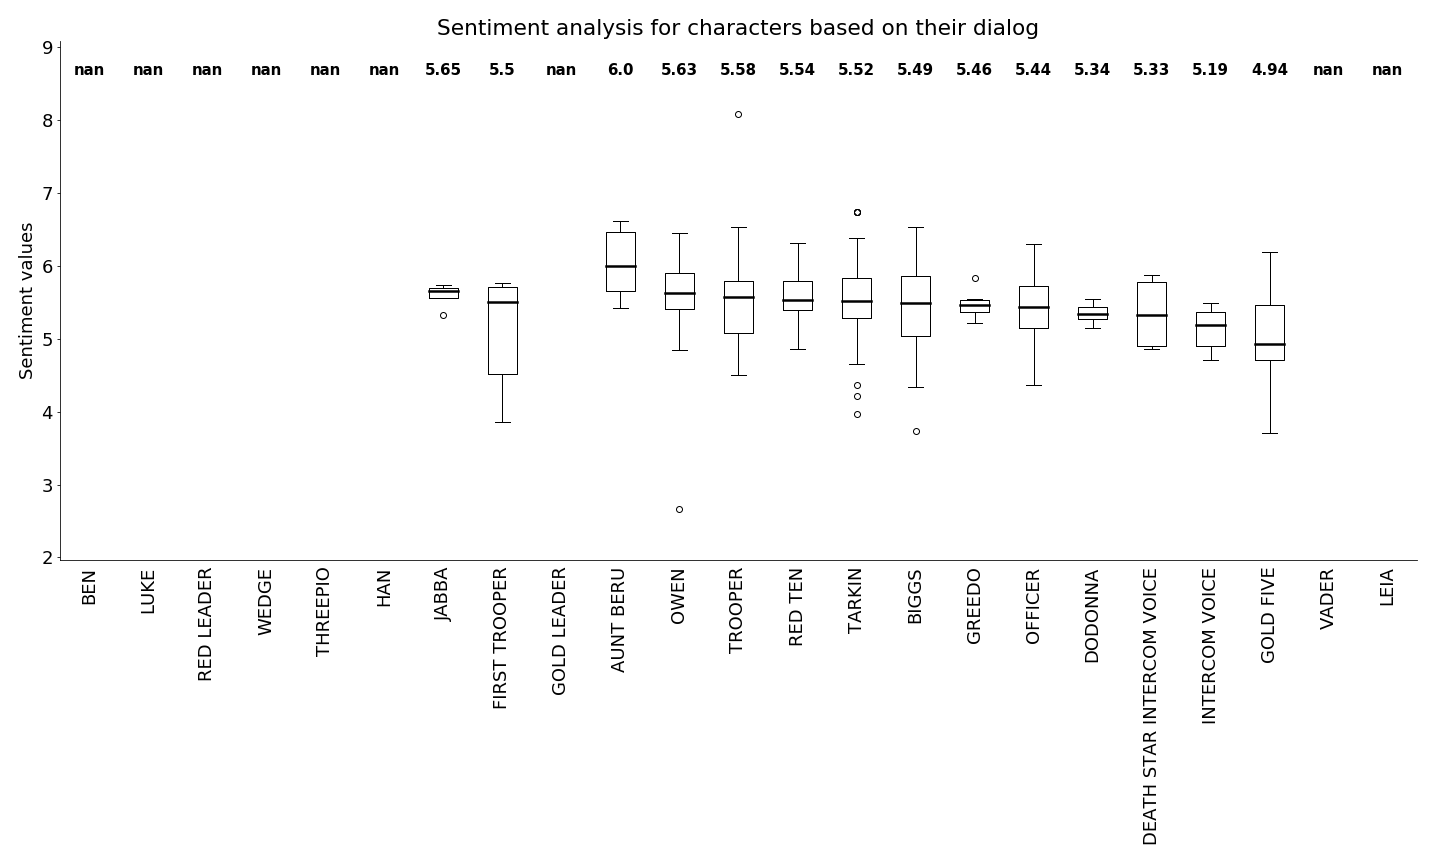 Sentiment analysis for characters based on their dialog
Sentiment values
9
8
7
6
5
4
3
2
nan nan nan nan nan nan 5.65 5.5 nan 6.0 5.63 5.58 5.54 5.52 5.49 5.46 5.44 5.34 5.33 5.19 4.94 nan nan
BEN
LUKE
RED LEADER
WEDGE
THREEPIO
HAN
JABBA
FIRST TROOPER
GOLD LEADER
AUNT BERU
OWEN
TROOPER
RED TEN
TARKIN
BIGGS
GREEDO
OFFICER
DODONNA
DEATH STAR INTERCOM VOICE
INTERCOM VOICE
GOLD FIVE
VADER
LEIA